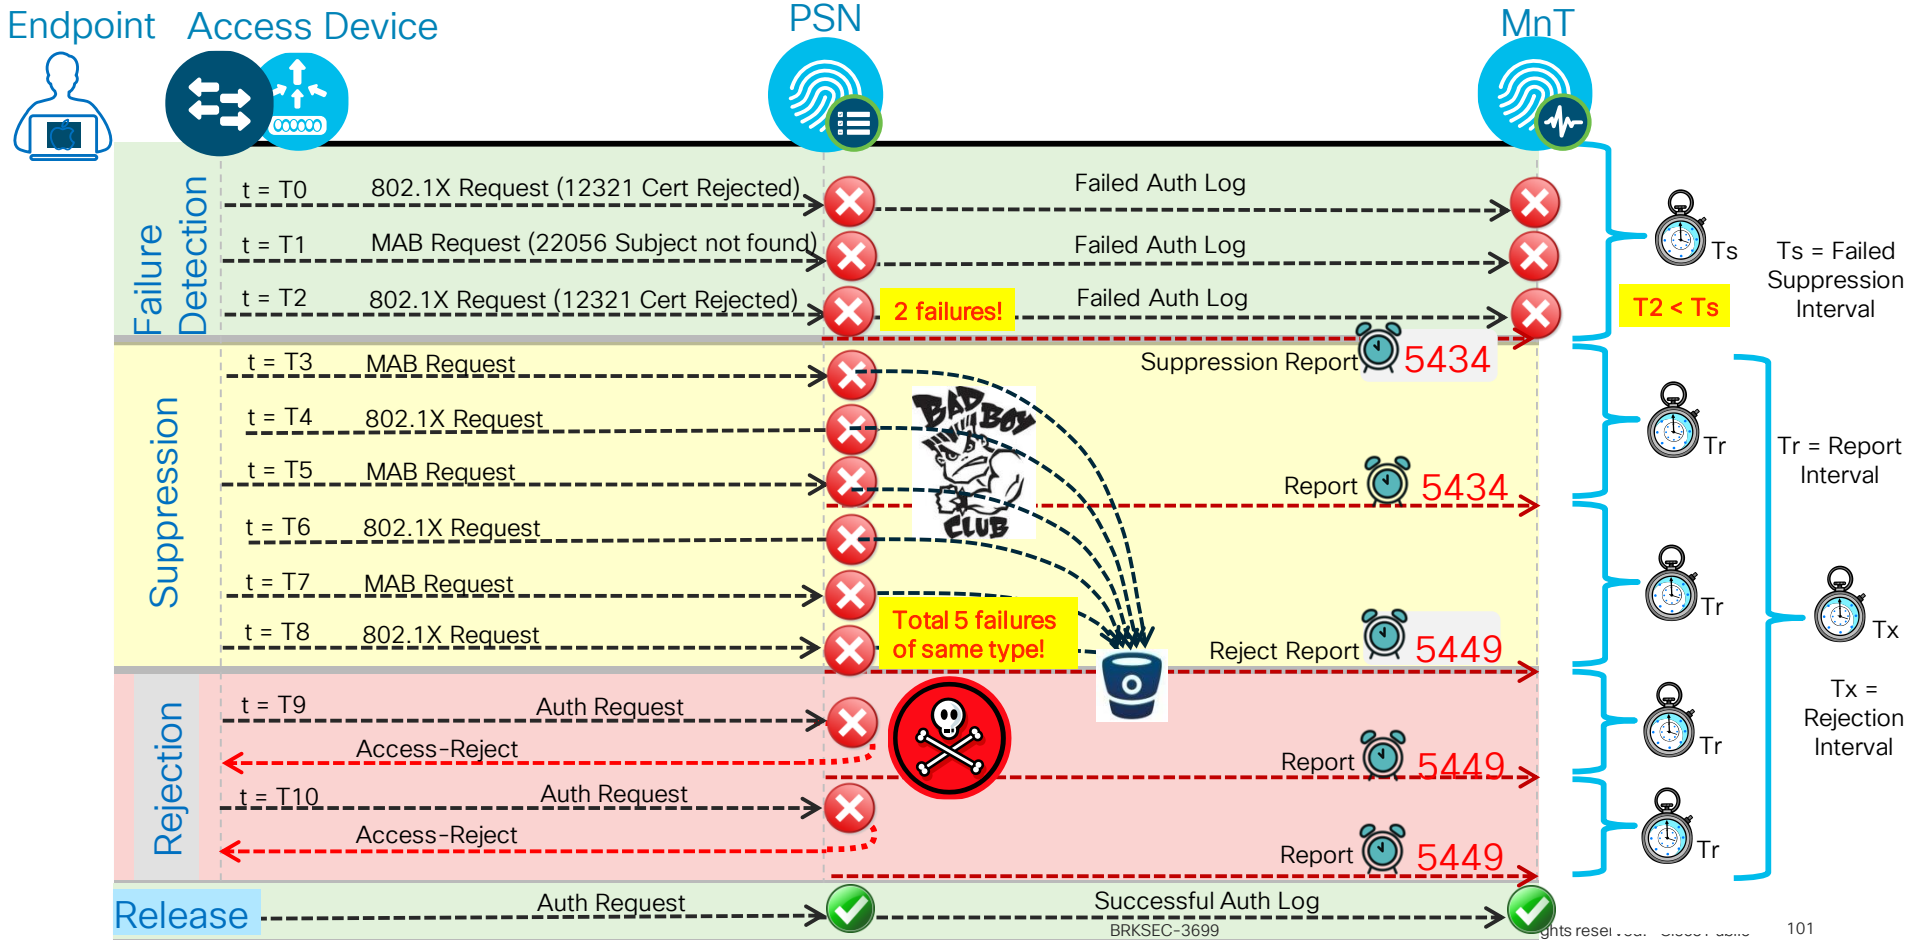 Endpoint
Access Device
PSN
MnT
Failure
Detection
t = T0
802.1X Request (12321 Cert Rejected)
Failed Auth Log
t = T1
MAB Request (22056 Subject not found)
Failed Auth Log
t = T2
802.1X Request (12321 Cert Rejected)
2 failures!
Failed Auth Log
Ts
Ts = Failed
Suppression
Interval
T2 < Ts
Suppression
t = T3
MAB Request
Suppression Report
5434
t = T4
802.1X Request
BAD
BOY
CLUB
Tr
Tr = Report
Interval
t = T5
MAB Request
Report
5434
t = T6
802.1X Request
t = T7
MAB Request
Tr
Total 5 failures
of same type!
t = T8
802.1X Request
Reject Report
5449
Tx
Rejection
t = T9
Auth Request
Access-Reject
Report
5449
Tr
Tx =
Rejection
Interval
t = T10
Auth Request
Access-Reject
Report
5449
Tr
Release
Auth Request
Successful Auth Log
BRKSEC-3699
101